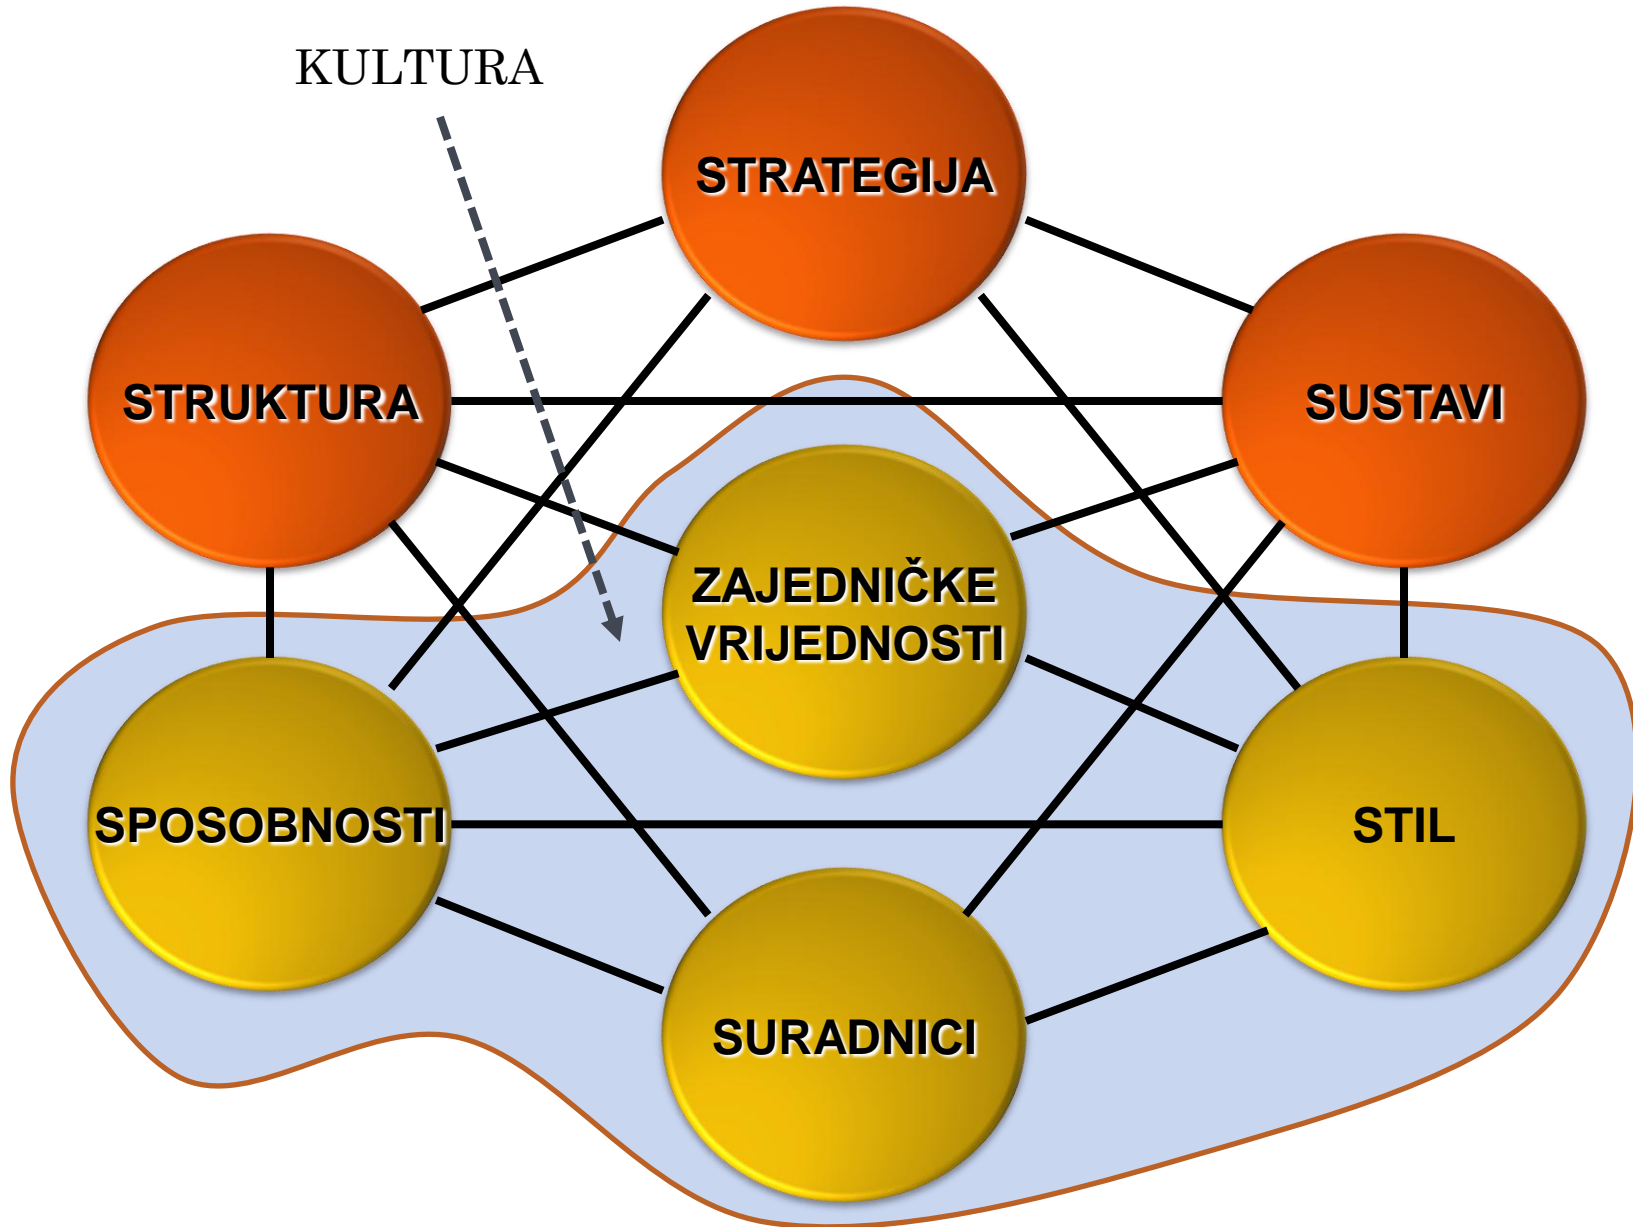 KULTURA
STRATEGIJA
STRUKTURA
SUSTAVI
ZAJEDNIČKE
VRIJEDNOSTI
SPOSOBNOSTI
STIL
SURADNICI